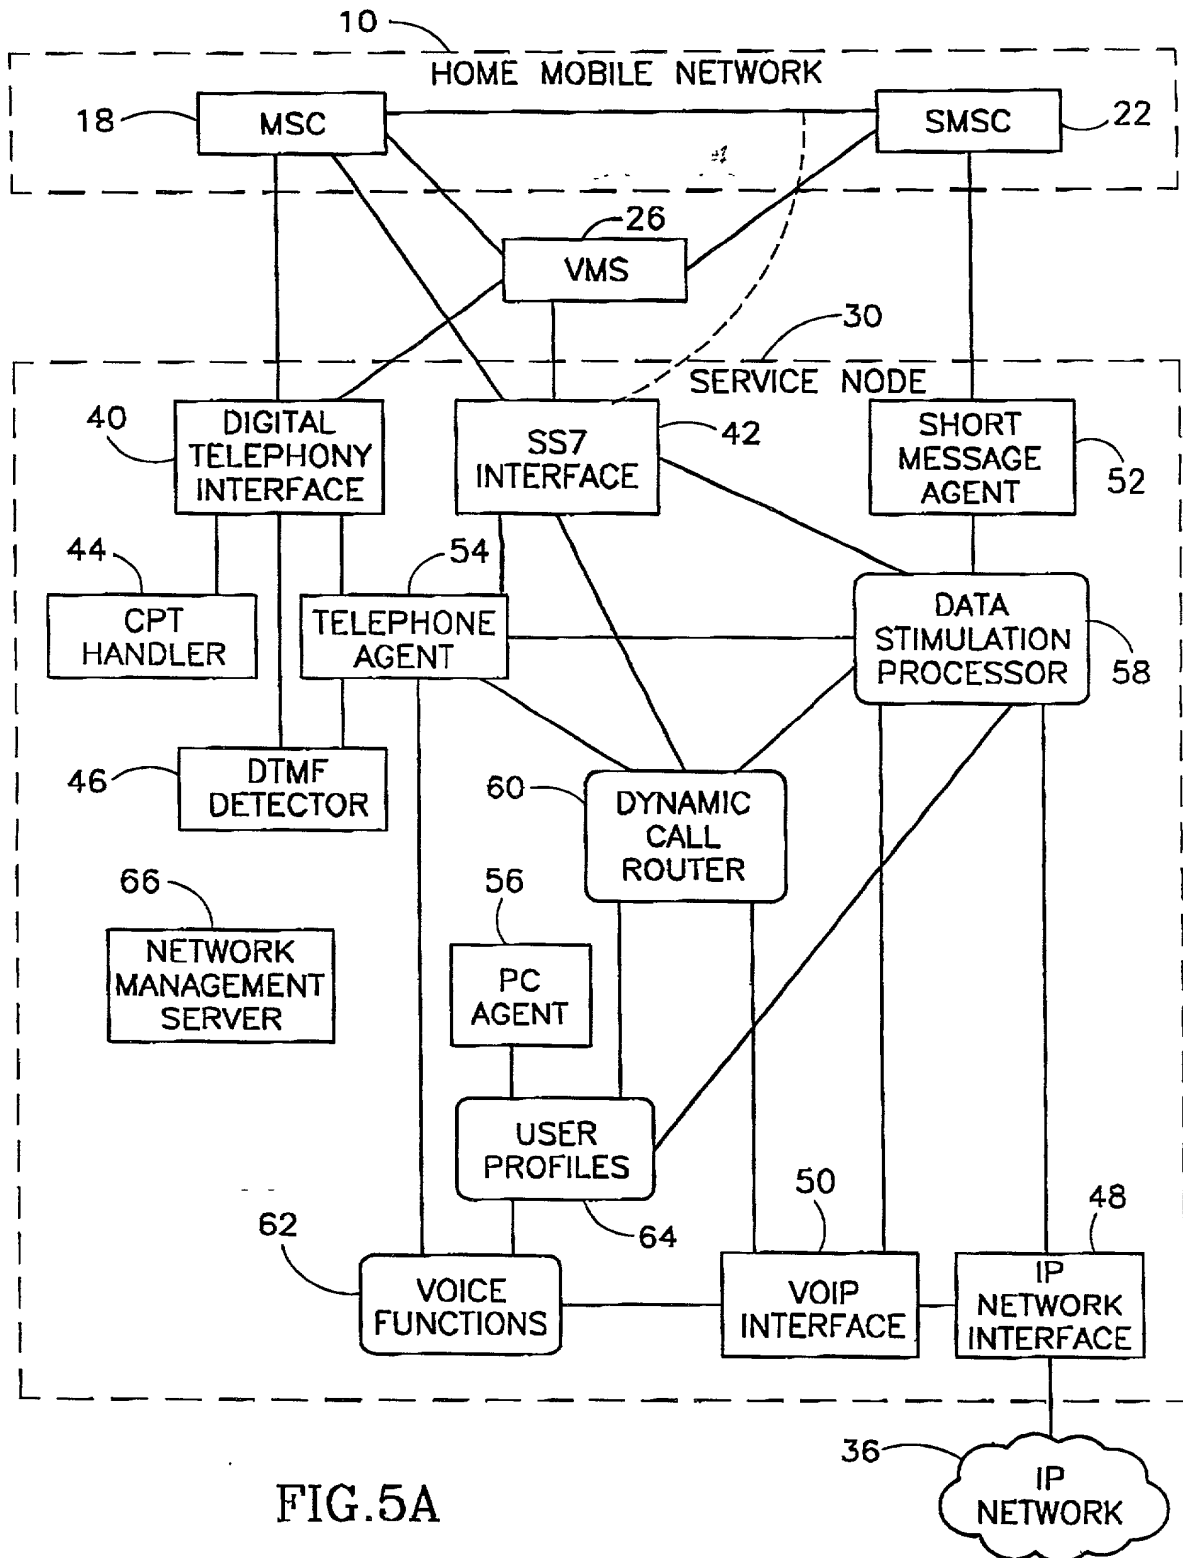 10
HOME MOBILE NETWORK
18
MSC
SMSC
22
26
VMS
30
SERVICE NODE
40
DIGITAL
TELEPHONY
INTERFACE
SS7
INTERFACE
42
SHORT
MESSAGE
AGENT
52
44
CPT
HANDLER
54
TELEPHONE
AGENT
DATA
STIMULATION
PROCESSOR
58
46
DTMF
DETECTOR
60
DYNAMIC
CALL
ROUTER
66
NETWORK
MANAGEMENT
SERVER
56
PC
AGENT
USER
PROFILES
64
62
VOICE
FUNCTIONS
50
VOIP
INTERFACE
48
IP
NETWORK
INTERFACE
36
IP
NETWORK
FIG.5A